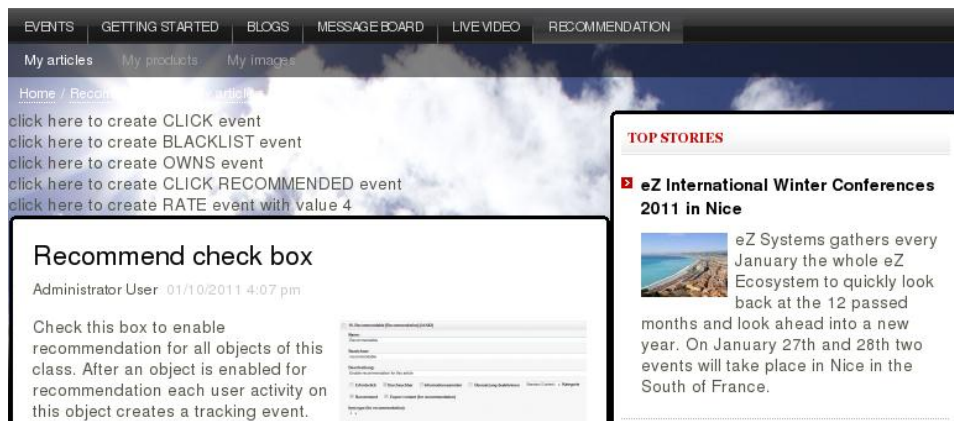 EVENTS GETTING STARTED BLOGS MESSAGE BOARD LIVE VIDEO RECOMMENDATION
My articles My products My images
Home / 
click here to create CLICK event
click here to create BLACKLIST event
click here to create OWNS event
click here to create CLICK RECOMMENDED event
click here to create RATE event with value 4
Recommend check box
Administrator User 01/10/2011 4:07 pm
Check this box to enable
recommendation for all objects of this
class. After an object is enabled for
recommendation each user activity on
this object creates a tracking event.
TOP STORIES
eZ International Winter Conferences
2011 in Nice
eZ Systems gathers every
January the whole eZ
Ecosystem to quickly look
back at the 12 passed
months and look ahead into a new
year. On January 27th and 28th two
events will take place in Nice in the
South of France.